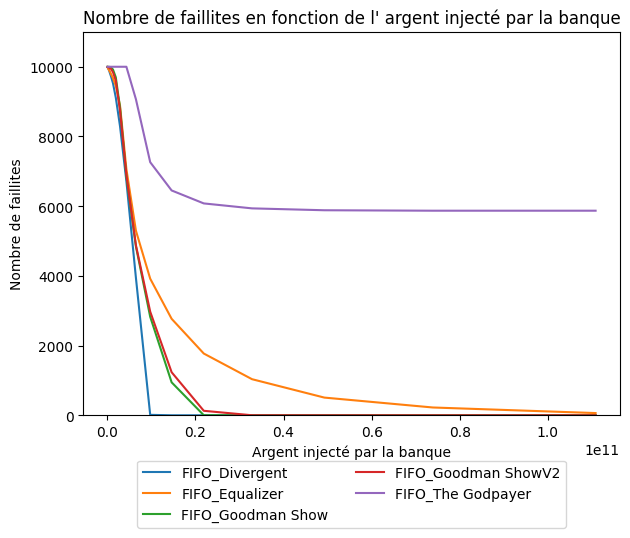 Nombre de faillites en fonction de l' argent injecté par la banque
Nombre de faillites
10000
8000
6000
4000
2000
0
0.0 0.2 0.4 0.6 0.8 1.0
1e11
Argent injecté par la banque
FIFO_Divergent
FIFO_Equalizer
FIFO_Goodman Show
FIFO_Goodman ShowV2
FIFO_The Godpayer